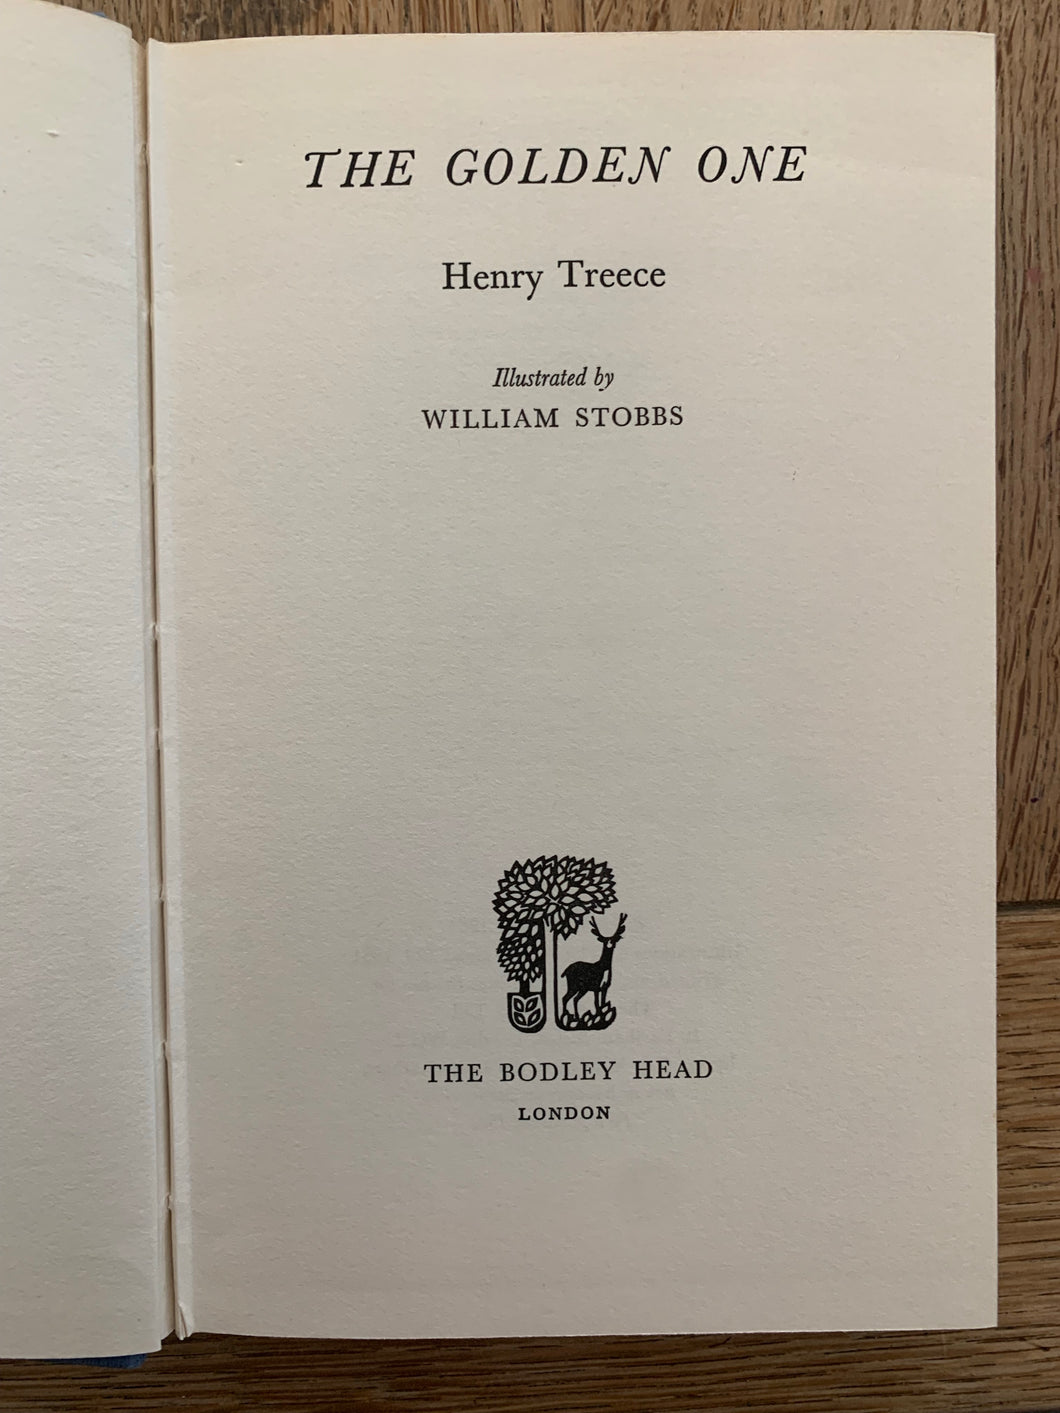 THE GOLDEN ONE
Henry Treece
Illustrated by
WILLIAM STOBBS
THE BODLEY HEAD
LONDON